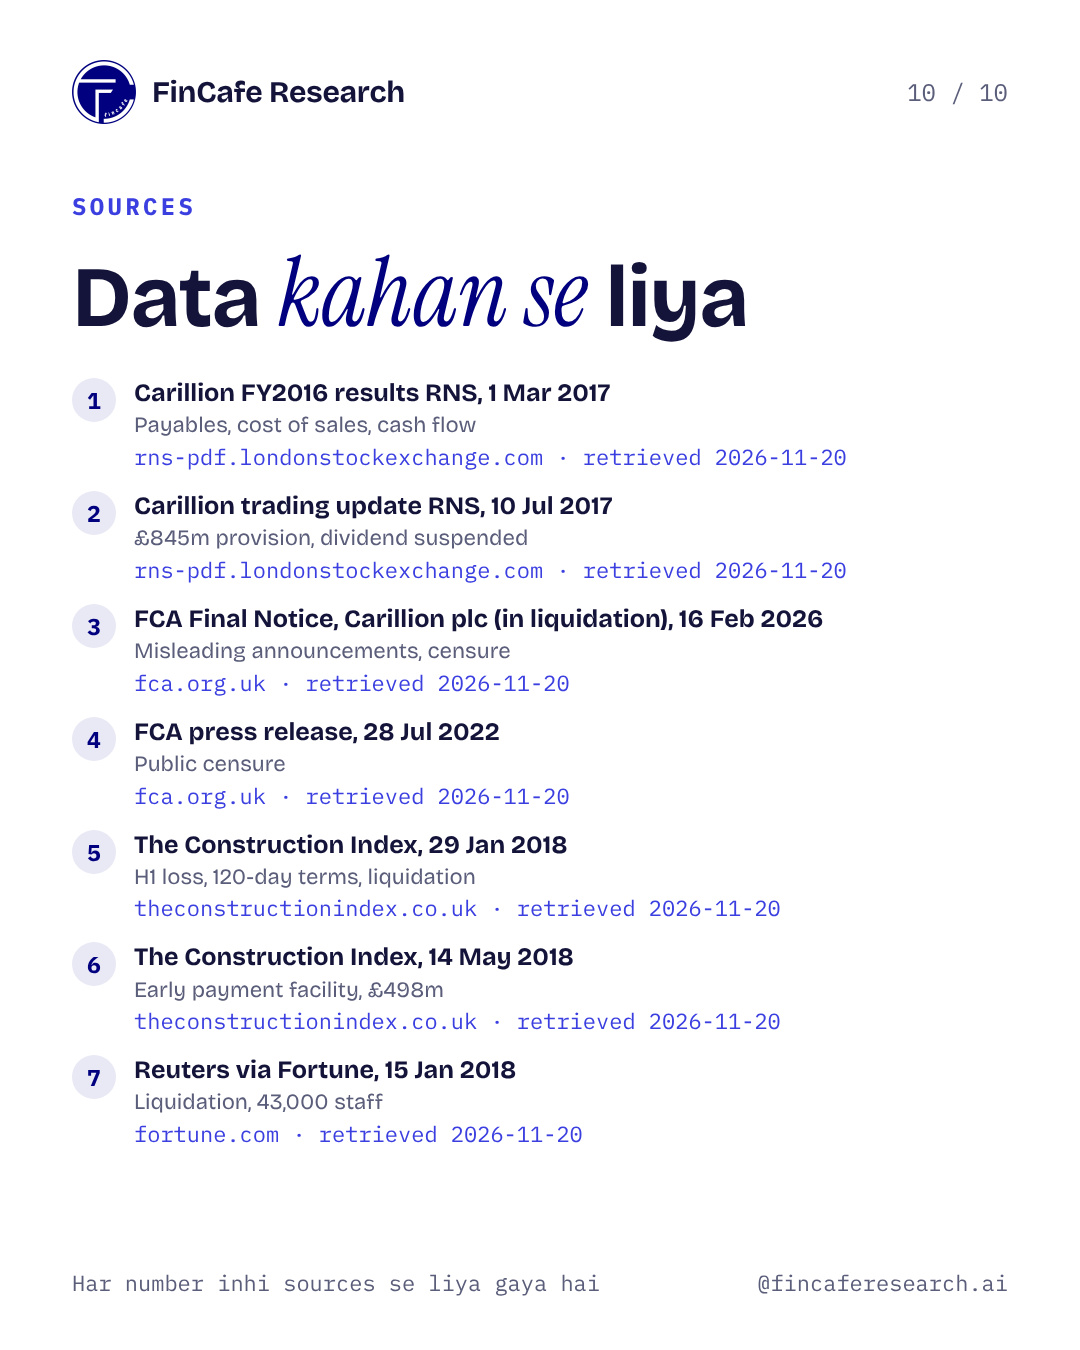 FinCafe Research
10 / 10
SOURCES
Data kahan se liya
1
Carillion FY2016 results RNS, 1 Mar 2017
Payables, cost of sales, cash flow
rns-pdf.londonstockexchange.com · retrieved 2026-11-20
2
Carillion trading update RNS, 10 Jul 2017
£845m provision, dividend suspended
rns-pdf.londonstockexchange.com · retrieved 2026-11-20
3
FCA Final Notice, Carillion plc (in liquidation), 16 Feb 2026
Misleading announcements, censure
fca.org.uk · retrieved 2026-11-20
4
FCA press release, 28 Jul 2022
Public censure
fca.org.uk · retrieved 2026-11-20
5
The Construction Index, 29 Jan 2018
H1 loss, 120-day terms, liquidation
theconstructionindex.co.uk · retrieved 2026-11-20
6
The Construction Index, 14 May 2018
Early payment facility, £498m
theconstructionindex.co.uk · retrieved 2026-11-20
7
Reuters via Fortune, 15 Jan 2018
Liquidation, 43,000 staff
fortune.com · retrieved 2026-11-20
Har number inhi sources se liya gaya hai
@fincaferesearch.ai